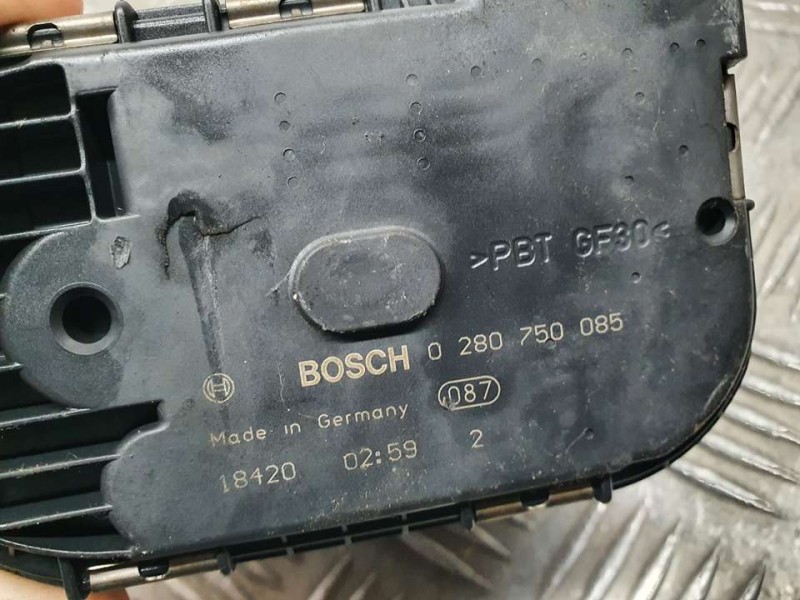 >PBT GF30<
BOSCH 0 280 750 085
087
Made in Germany
18420 02:59 2